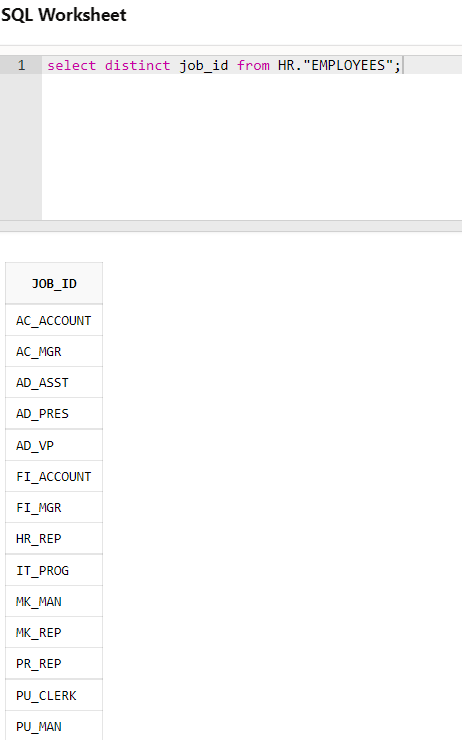 SQL Worksheet
1 select distinct job_id from HR."EMPLOYEES";
JOB_ID
AC_ACCOUNT
AC_MGR
AD_ASST
AD_PRES
AD_VP
FI_ACCOUNT
FI_MGR
HR_REP
IT_PROG
MK_MAN
MK_REP
PR_REP
PU_CLERK
PU_MAN